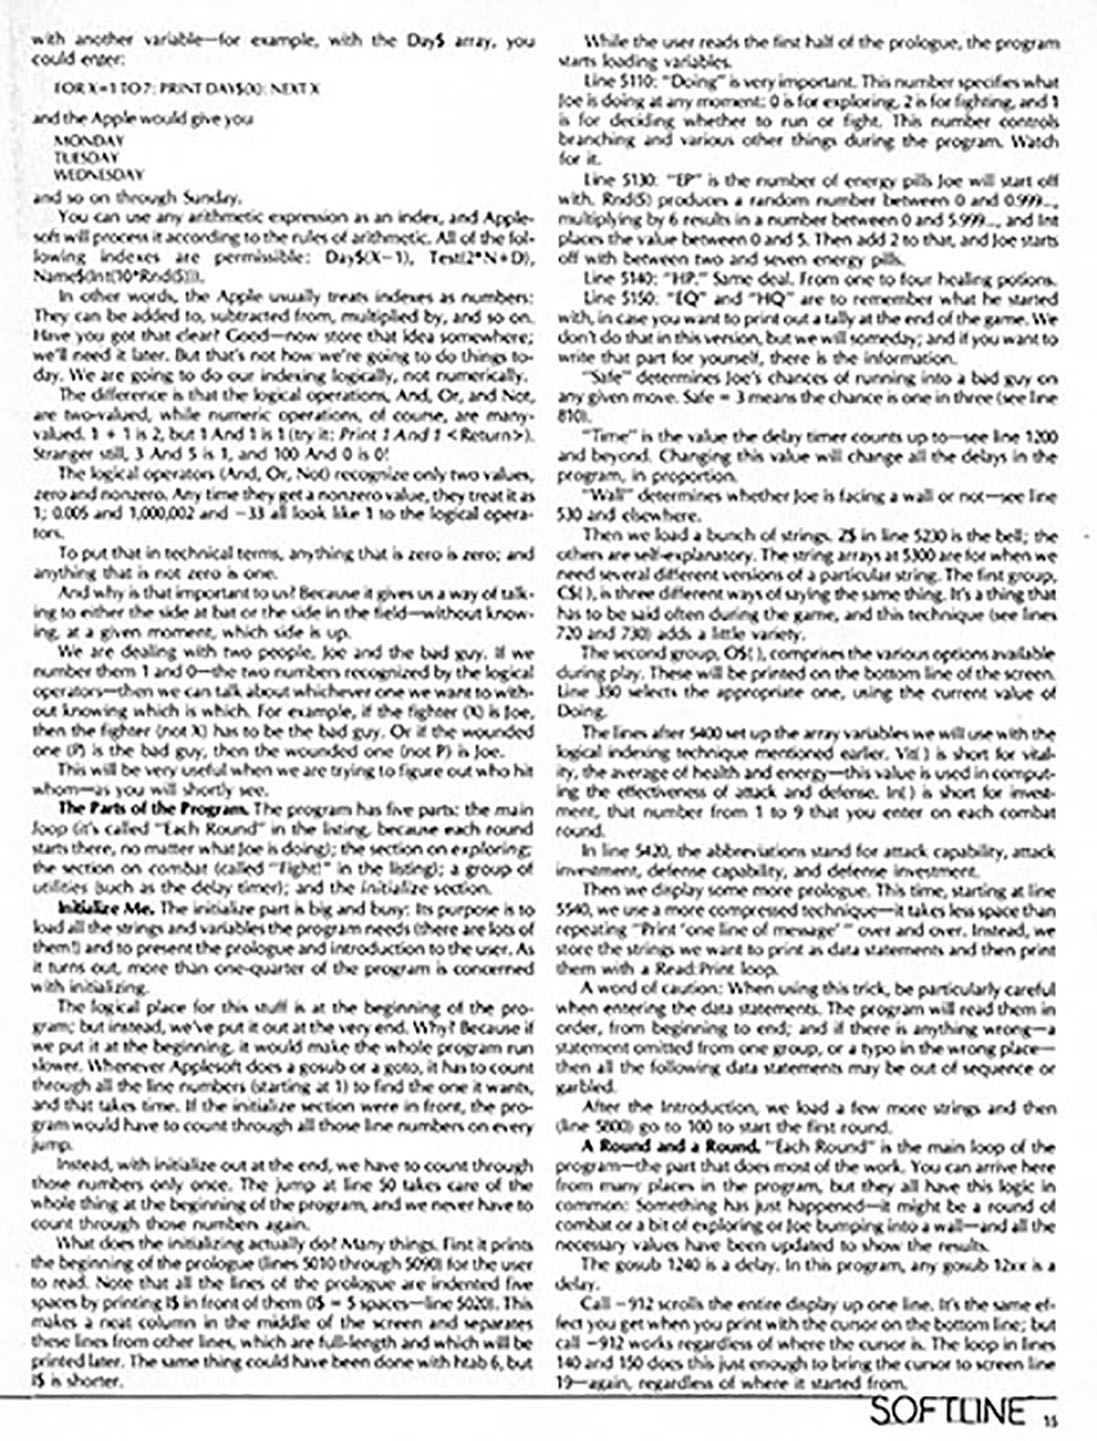 with another variable—for example, with the Day$ array, you
could enter:
FOR X=1 TO 7: PRINT DAY$(X): NEXT X
and the Apple would give you
MONDAY
TUESDAY
WEDNESDAY
and so on through Sunday.
You can use any arithmetic expression as an index, and Apple-
soft will process it according to the rules of arithmetic. All of the fol-
lowing indexes are permissible: Day$(X−1), Test(2*N+D),
Name$(Int(10*Rnd(5))).
In other words, the Apple usually treats indexes as numbers:
They can be added to, subtracted from, multiplied by, and so on.
Have you got that clear? Good—now store that idea somewhere;
we'll need it later. But that's not how we're going to do things to-
day. We are going to do our indexing logically, not numerically.
The difference is that the logical operations, And, Or, and Not,
are two-valued, while numeric operations, of course, are many-
valued. 1 + 1 is 2, but 1 And 1 is 1 (try it: Print 1 And 1 <Return>).
Stranger still, 3 And 5 is 1, and 100 And 0 is 0!
The logical operators (And, Or, Not) recognize only two values,
zero and nonzero. Any time they get a nonzero value, they treat it as
1; 0.005 and 1,000,002 and −33 all look like 1 to the logical opera-
tors.
To put that in technical terms, anything that is zero is zero; and
anything that is not zero is one.
And why is that important to us? Because it gives us a way of talk-
ing to either the side at bat or the side in the field—without know-
ing, at a given moment, which side is up.
We are dealing with two people, Joe and the bad guy. If we
number them 1 and 0—the two numbers recognized by the logical
operators—then we can talk about whichever one we want to with-
out knowing which is which. For example, if the fighter (X) is Joe,
then the fighter (not X) has to be the bad guy. Or if the wounded
one (P) is the bad guy, then the wounded one (not P) is Joe.
This will be very useful when we are trying to figure out who hit
whom—as you will shortly see.
The Parts of the Program. The program has five parts: the main
loop (it's called "Each Round" in the listing, because each round
starts there, no matter what Joe is doing); the section on exploring;
the section on combat (called "Fight!" in the listing); a group of
utilities (such as the delay timer); and the initialize section.
Initialize Me. The initialize part is big and busy: Its purpose is to
load all the strings and variables the program needs (there are lots of
them!) and to present the prologue and introduction to the user. As
it turns out, more than one-quarter of the program is concerned
with initializing.
The logical place for this stuff is at the beginning of the pro-
gram; but instead, we've put it out at the very end. Why? Because if
we put it at the beginning, it would make the whole program run
slower. Whenever Applesoft does a gosub or a goto, it has to count
through all the line numbers (starting at 1) to find the one it wants,
and that takes time. If the initialize section were in front, the pro-
gram would have to count through all those line numbers on every
jump.
Instead, with initialize out at the end, we have to count through
those numbers only once. The jump at line 50 takes care of the
whole thing at the beginning of the program, and we never have to
count through those numbers again.
What does the initializing actually do? Many things. First it prints
the beginning of the prologue (lines 5010 through 5090) for the user
to read. Note that all the lines of the prologue are indented five
spaces by printing I$ in front of them (I$ = 5 spaces—line 5020). This
makes a neat column in the middle of the screen and separates
these lines from other lines, which are full-length and which will be
printed later. The same thing could have been done with htab 6, but
I$ is shorter.
While the user reads the first half of the prologue, the program
starts loading variables.
Line 5110: "Doing" is very important. This number specifies what
Joe is doing at any moment: 0 is for exploring, 2 is for fighting, and 1
is for deciding whether to run or fight. This number controls
branching and various other things during the program. Watch
for it.
Line 5130: "EP" is the number of energy pills Joe will start off
with. Rnd(5) produces a random number between 0 and 0.999...,
multiplying by 6 results in a number between 0 and 5.999..., and Int
places the value between 0 and 5. Then add 2 to that, and Joe starts
off with between two and seven energy pills.
Line 5140: "HP." Same deal. From one to four healing potions.
Line 5150: "EQ" and "HQ" are to remember what he started
with, in case you want to print out a tally at the end of the game. We
don't do that in this version, but we will someday; and if you want to
write that part for yourself, there is the information.
"Safe" determines Joe's chances of running into a bad guy on
any given move. Safe = 3 means the chance is one in three (see line
810).
"Time" is the value the delay timer counts up to—see line 1200
and beyond. Changing this value will change all the delays in the
program, in proportion.
"Wall" determines whether Joe is facing a wall or not—see line
530 and elsewhere.
Then we load a bunch of strings. Z$ in line 5230 is the bell; the
others are self-explanatory. The string arrays at 5300 are for when we
need several different versions of a particular string. The first group,
C$( ), is three different ways of saying the same thing. It's a thing that
has to be said often during the game, and this technique (see lines
720 and 730) adds a little variety.
The second group, O$( ), comprises the various options available
during play. These will be printed on the bottom line of the screen.
Line 350 selects the appropriate one, using the current value of
Doing.
The lines after 5400 set up the array variables we will use with the
logical indexing technique mentioned earlier. Vit( ) is short for vital-
ity, the average of health and energy—this value is used in comput-
ing the effectiveness of attack and defense. In( ) is short for invest-
ment, that number from 1 to 9 that you enter on each combat
round.
In line 5420, the abbreviations stand for attack capability, attack
investment, defense capability, and defense investment.
Then we display some more prologue. This time, starting at line
5540, we use a more compressed technique—it takes less space than
repeating "Print 'one line of message' " over and over. Instead, we
store the strings we want to print as data statements and then print
them with a Read:Print loop.
A word of caution: When using this trick, be particularly careful
when entering the data statements. The program will read them in
order, from beginning to end; and if there is anything wrong—a
statement omitted from one group, or a typo in the wrong place—
then all the following data statements may be out of sequence or
garbled.
After the Introduction, we load a few more strings and then
(line 5800) go to 100 to start the first round.
A Round and a Round. "Each Round" is the main loop of the
program—the part that does most of the work. You can arrive here
from many places in the program, but they all have this logic in
common: Something has just happened—it might be a round of
combat or a bit of exploring or Joe bumping into a wall—and all the
necessary values have been updated to show the results.
The gosub 1240 is a delay. In this program, any gosub 12xx is a
delay.
Call −912 scrolls the entire display up one line. It's the same ef-
fect you get when you print with the cursor on the bottom line; but
call −912 works regardless of where the cursor is. The loop in lines
140 and 150 does this just enough to bring the cursor to screen line
19—again, regardless of where it started from.
SOFTLINE 15